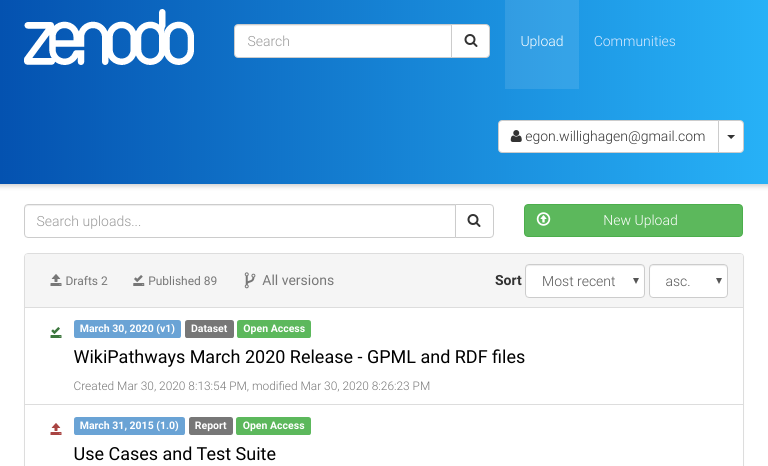 zenodo
Search
Upload
Communities
egon.willighagen@gmail.com
Search uploads...
New Upload
Drafts 2 Published 89 All versions Sort Most recent asc.
March 30, 2020 (v1) Dataset Open Access
WikiPathways March 2020 Release - GPML and RDF files
Created Mar 30, 2020 8:13:54 PM, modified Mar 30, 2020 8:26:23 PM
March 31, 2015 (1.0) Report Open Access
Use Cases and Test Suite